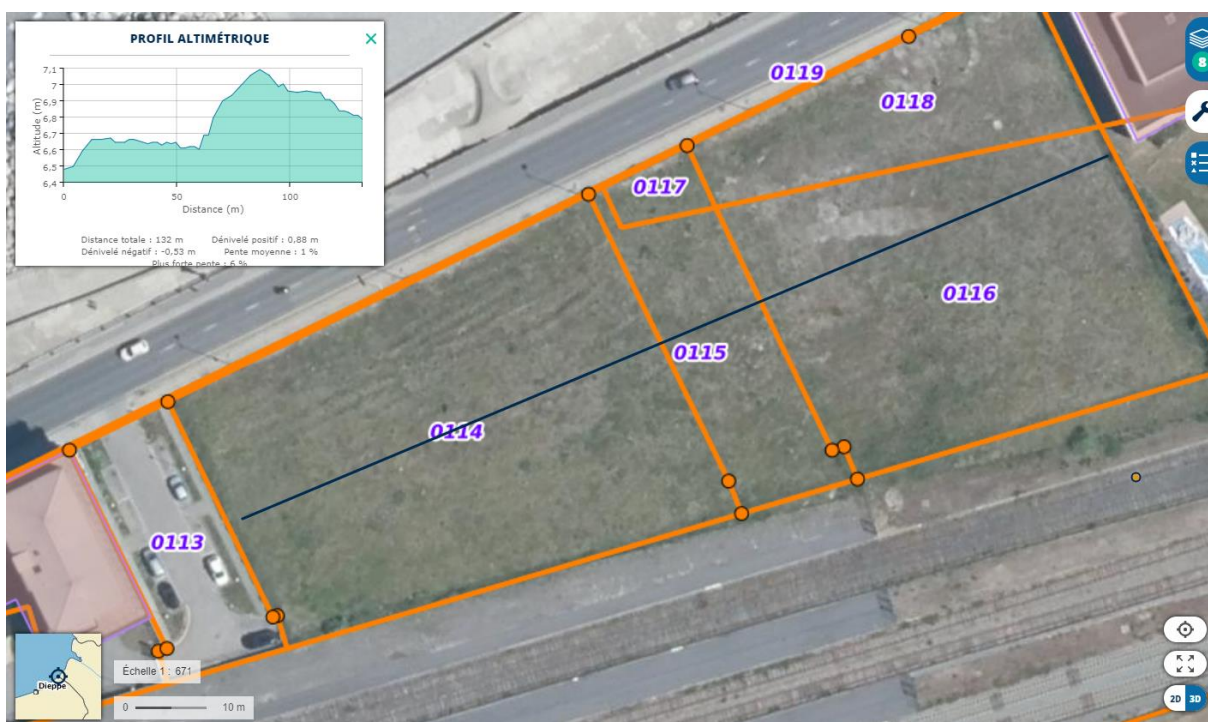 PROFIL ALTIMÉTRIQUE
7,1
7
6,9
6,8
6,7
6,6
6,5
6,4
Altitude (m)
0
50
100
Distance (m)
Distance totale : 132 m
Dénivelé positif : 0,88 m
Dénivelé négatif : -0,53 m
Pente moyenne : 1 %
Plus forte pente : 6 %
8
0119
0118
0117
0116
0115
0114
0113
Dieppe
Échelle 1 : 671
0
10 m
2D
3D